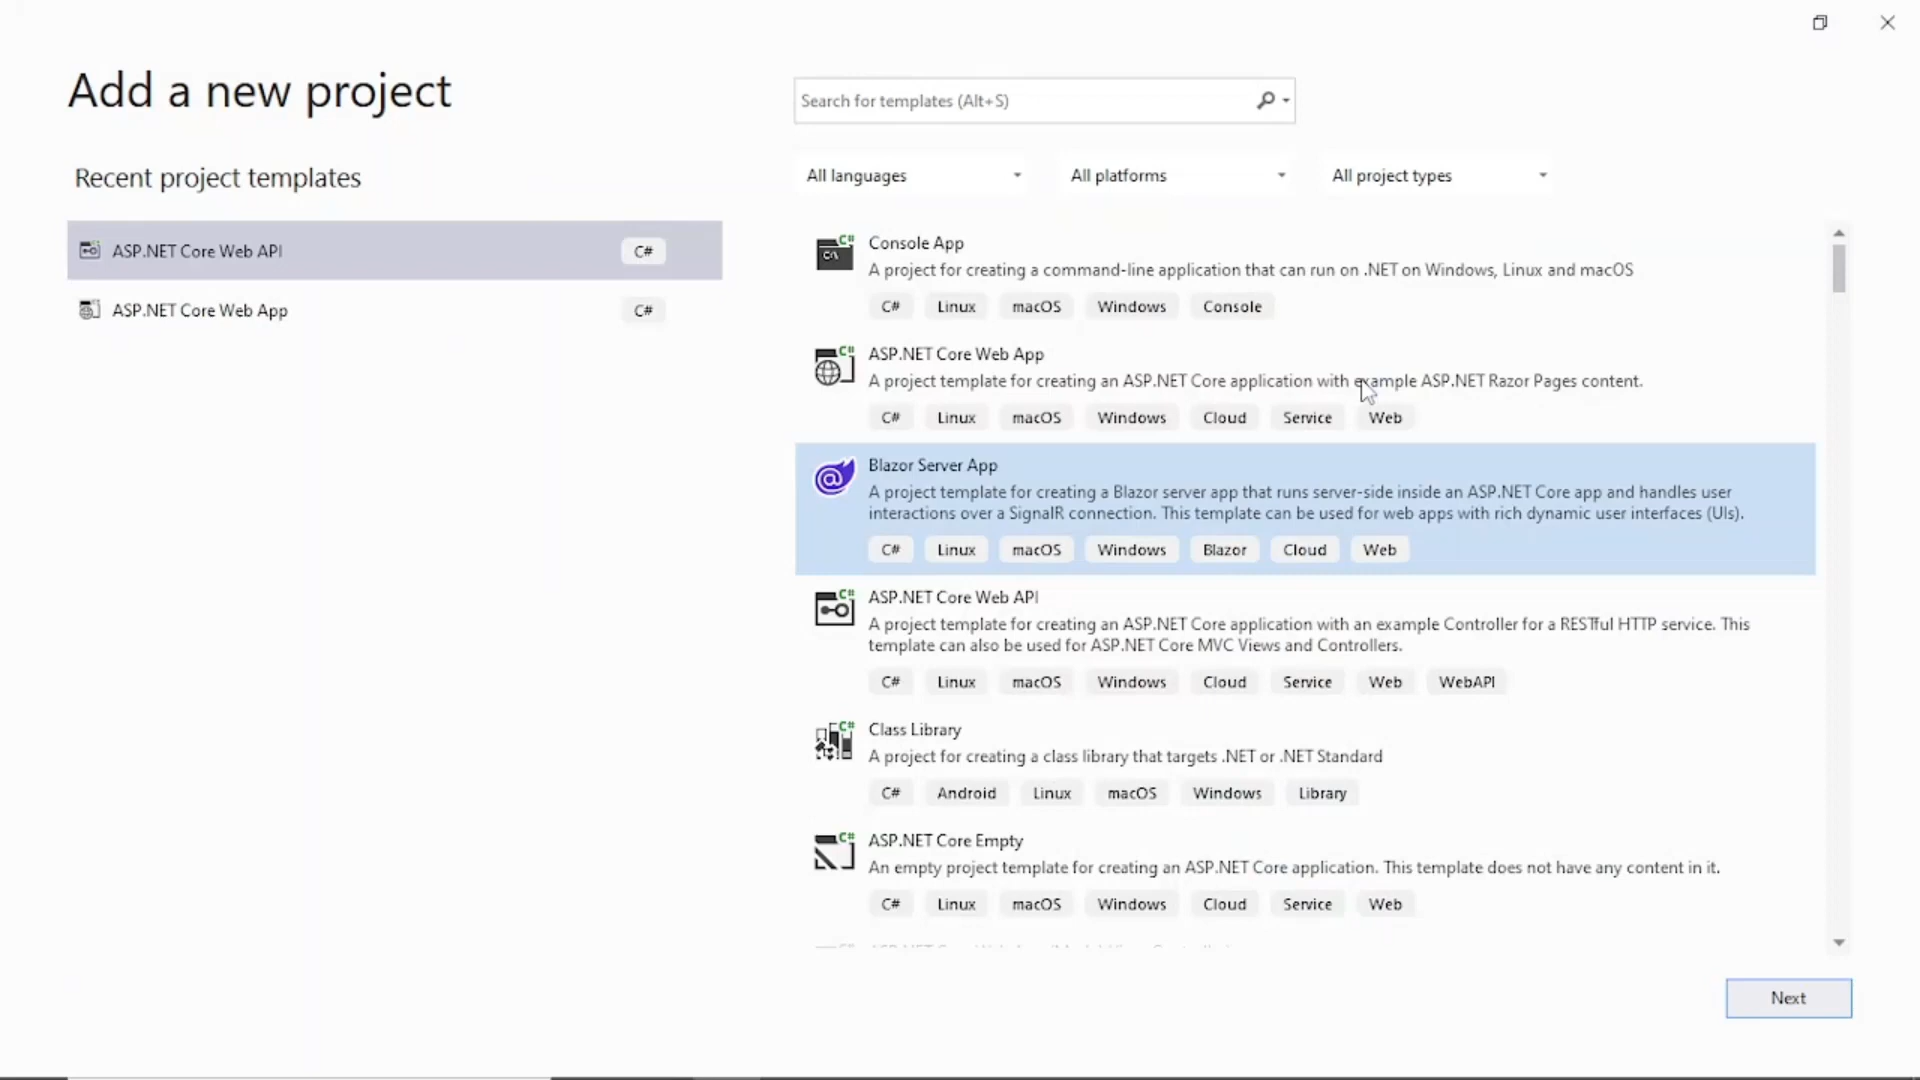 Add a new project
Search for templates (Alt+S)
Recent project templates
All languages
All platforms
All project types
ASP.NET Core Web API
C#
ASP.NET Core Web App
C#
Console App
A project for creating a command-line application that can run on .NET on Windows, Linux and macOS
C# Linux macOS Windows Console
ASP.NET Core Web App
A project template for creating an ASP.NET Core application with example ASP.NET Razor Pages content.
C# Linux macOS Windows Cloud Service Web
Blazor Server App
A project template for creating a Blazor server app that runs server-side inside an ASP.NET Core app and handles user
interactions over a SignalR connection. This template can be used for web apps with rich dynamic user interfaces (UIs).
C# Linux macOS Windows Blazor Cloud Web
ASP.NET Core Web API
A project template for creating an ASP.NET Core application with an example Controller for a RESTful HTTP service. This
template can also be used for ASP.NET Core MVC Views and Controllers.
C# Linux macOS Windows Cloud Service Web WebAPI
Class Library
A project for creating a class library that targets .NET or .NET Standard
C# Android Linux macOS Windows Library
ASP.NET Core Empty
An empty project template for creating an ASP.NET Core application. This template does not have any content in it.
C# Linux macOS Windows Cloud Service Web
Next